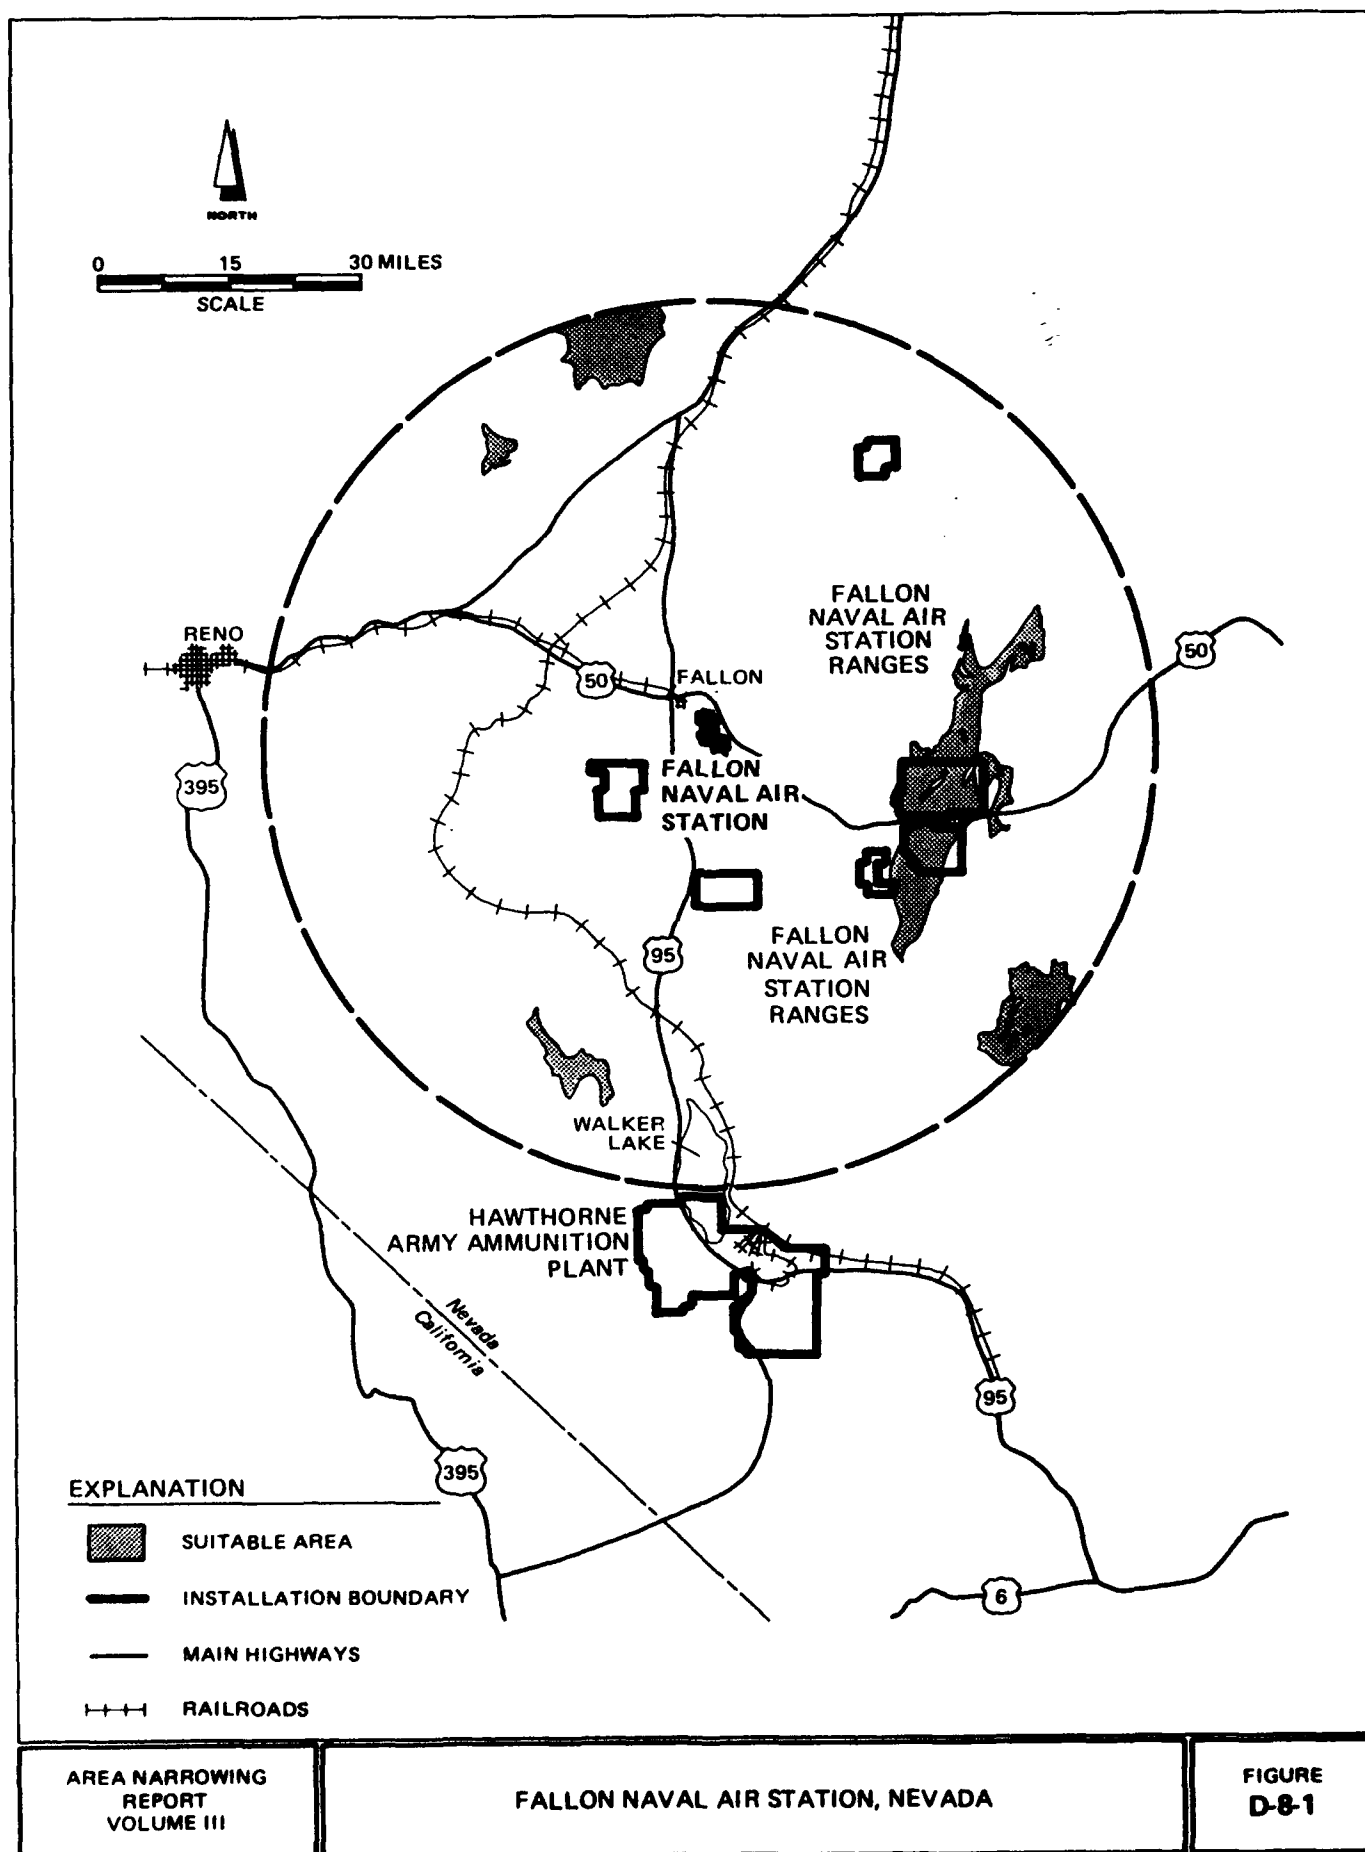 NORTH
0 15 30 MILES
SCALE
FALLON
NAVAL AIR
STATION
RANGES
RENO
50
50
FALLON
395
FALLON
NAVAL AIR
STATION
95
FALLON
NAVAL AIR
STATION
RANGES
WALKER
LAKE
HAWTHORNE
ARMY AMMUNITION
PLANT
Nevada
California
95
395
6
EXPLANATION
SUITABLE AREA
INSTALLATION BOUNDARY
MAIN HIGHWAYS
RAILROADS
AREA NARROWING
REPORT
VOLUME III
FALLON NAVAL AIR STATION, NEVADA
FIGURE
D-8-1